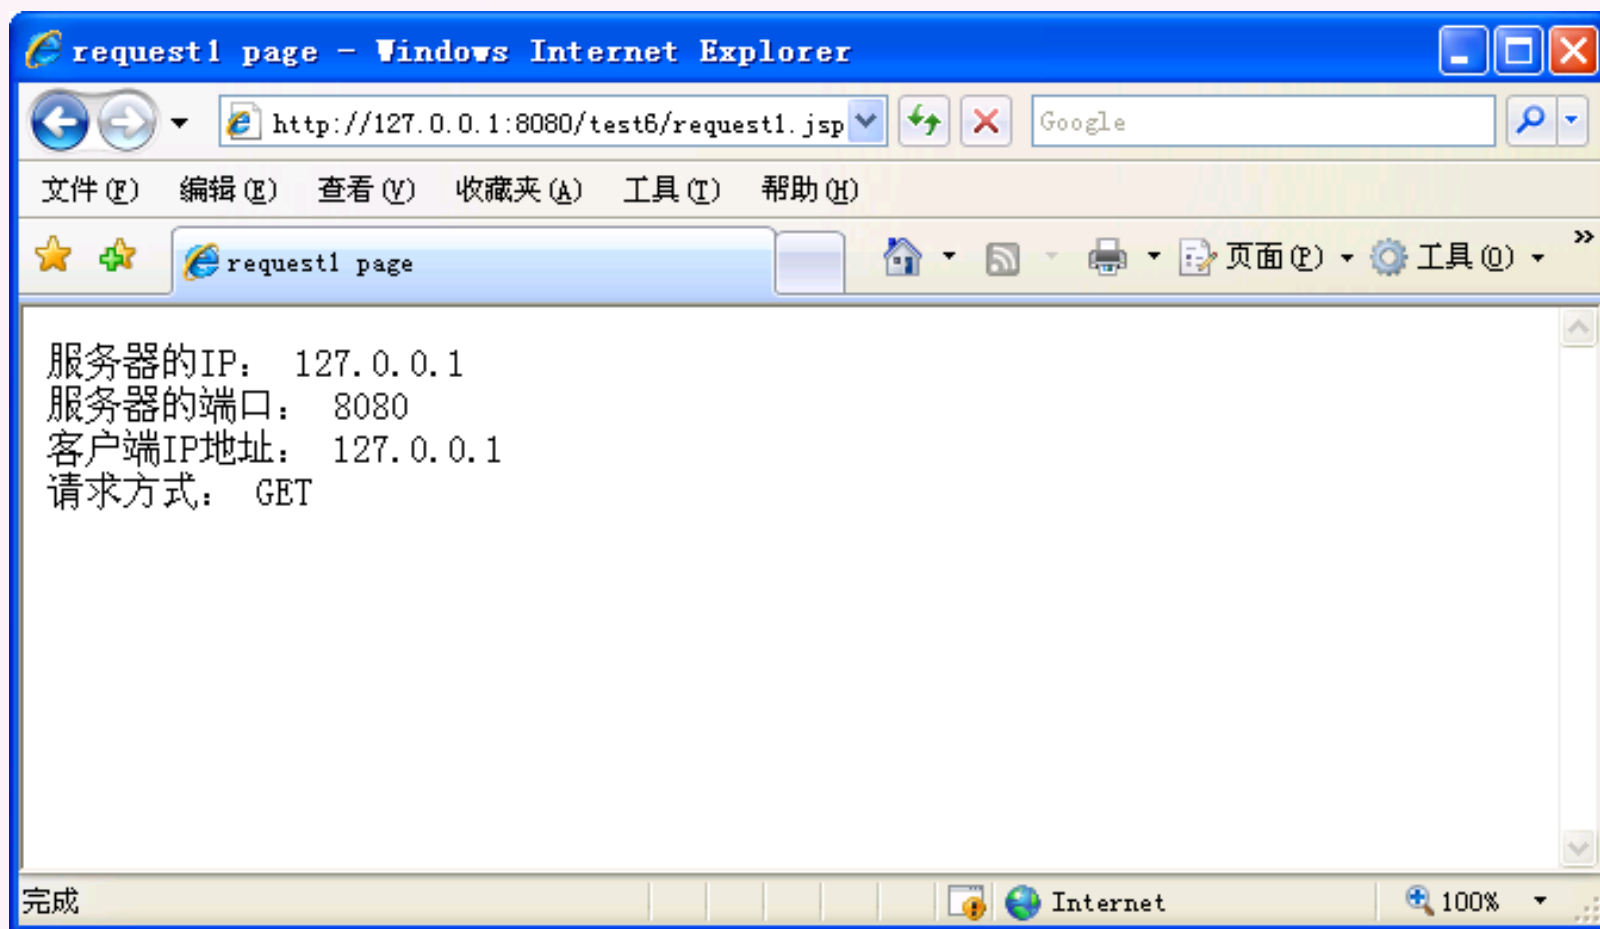 request1 page - Windows Internet Explorer
http://127.0.0.1:8080/test6/request1.jsp
Google
文件(F) 编辑(E) 查看(V) 收藏夹(A) 工具(T) 帮助(H)
request1 page
页面(P) 工具(O) »
服务器的IP： 127.0.0.1
服务器的端口： 8080
客户端IP地址： 127.0.0.1
请求方式： GET
完成
Internet
100%